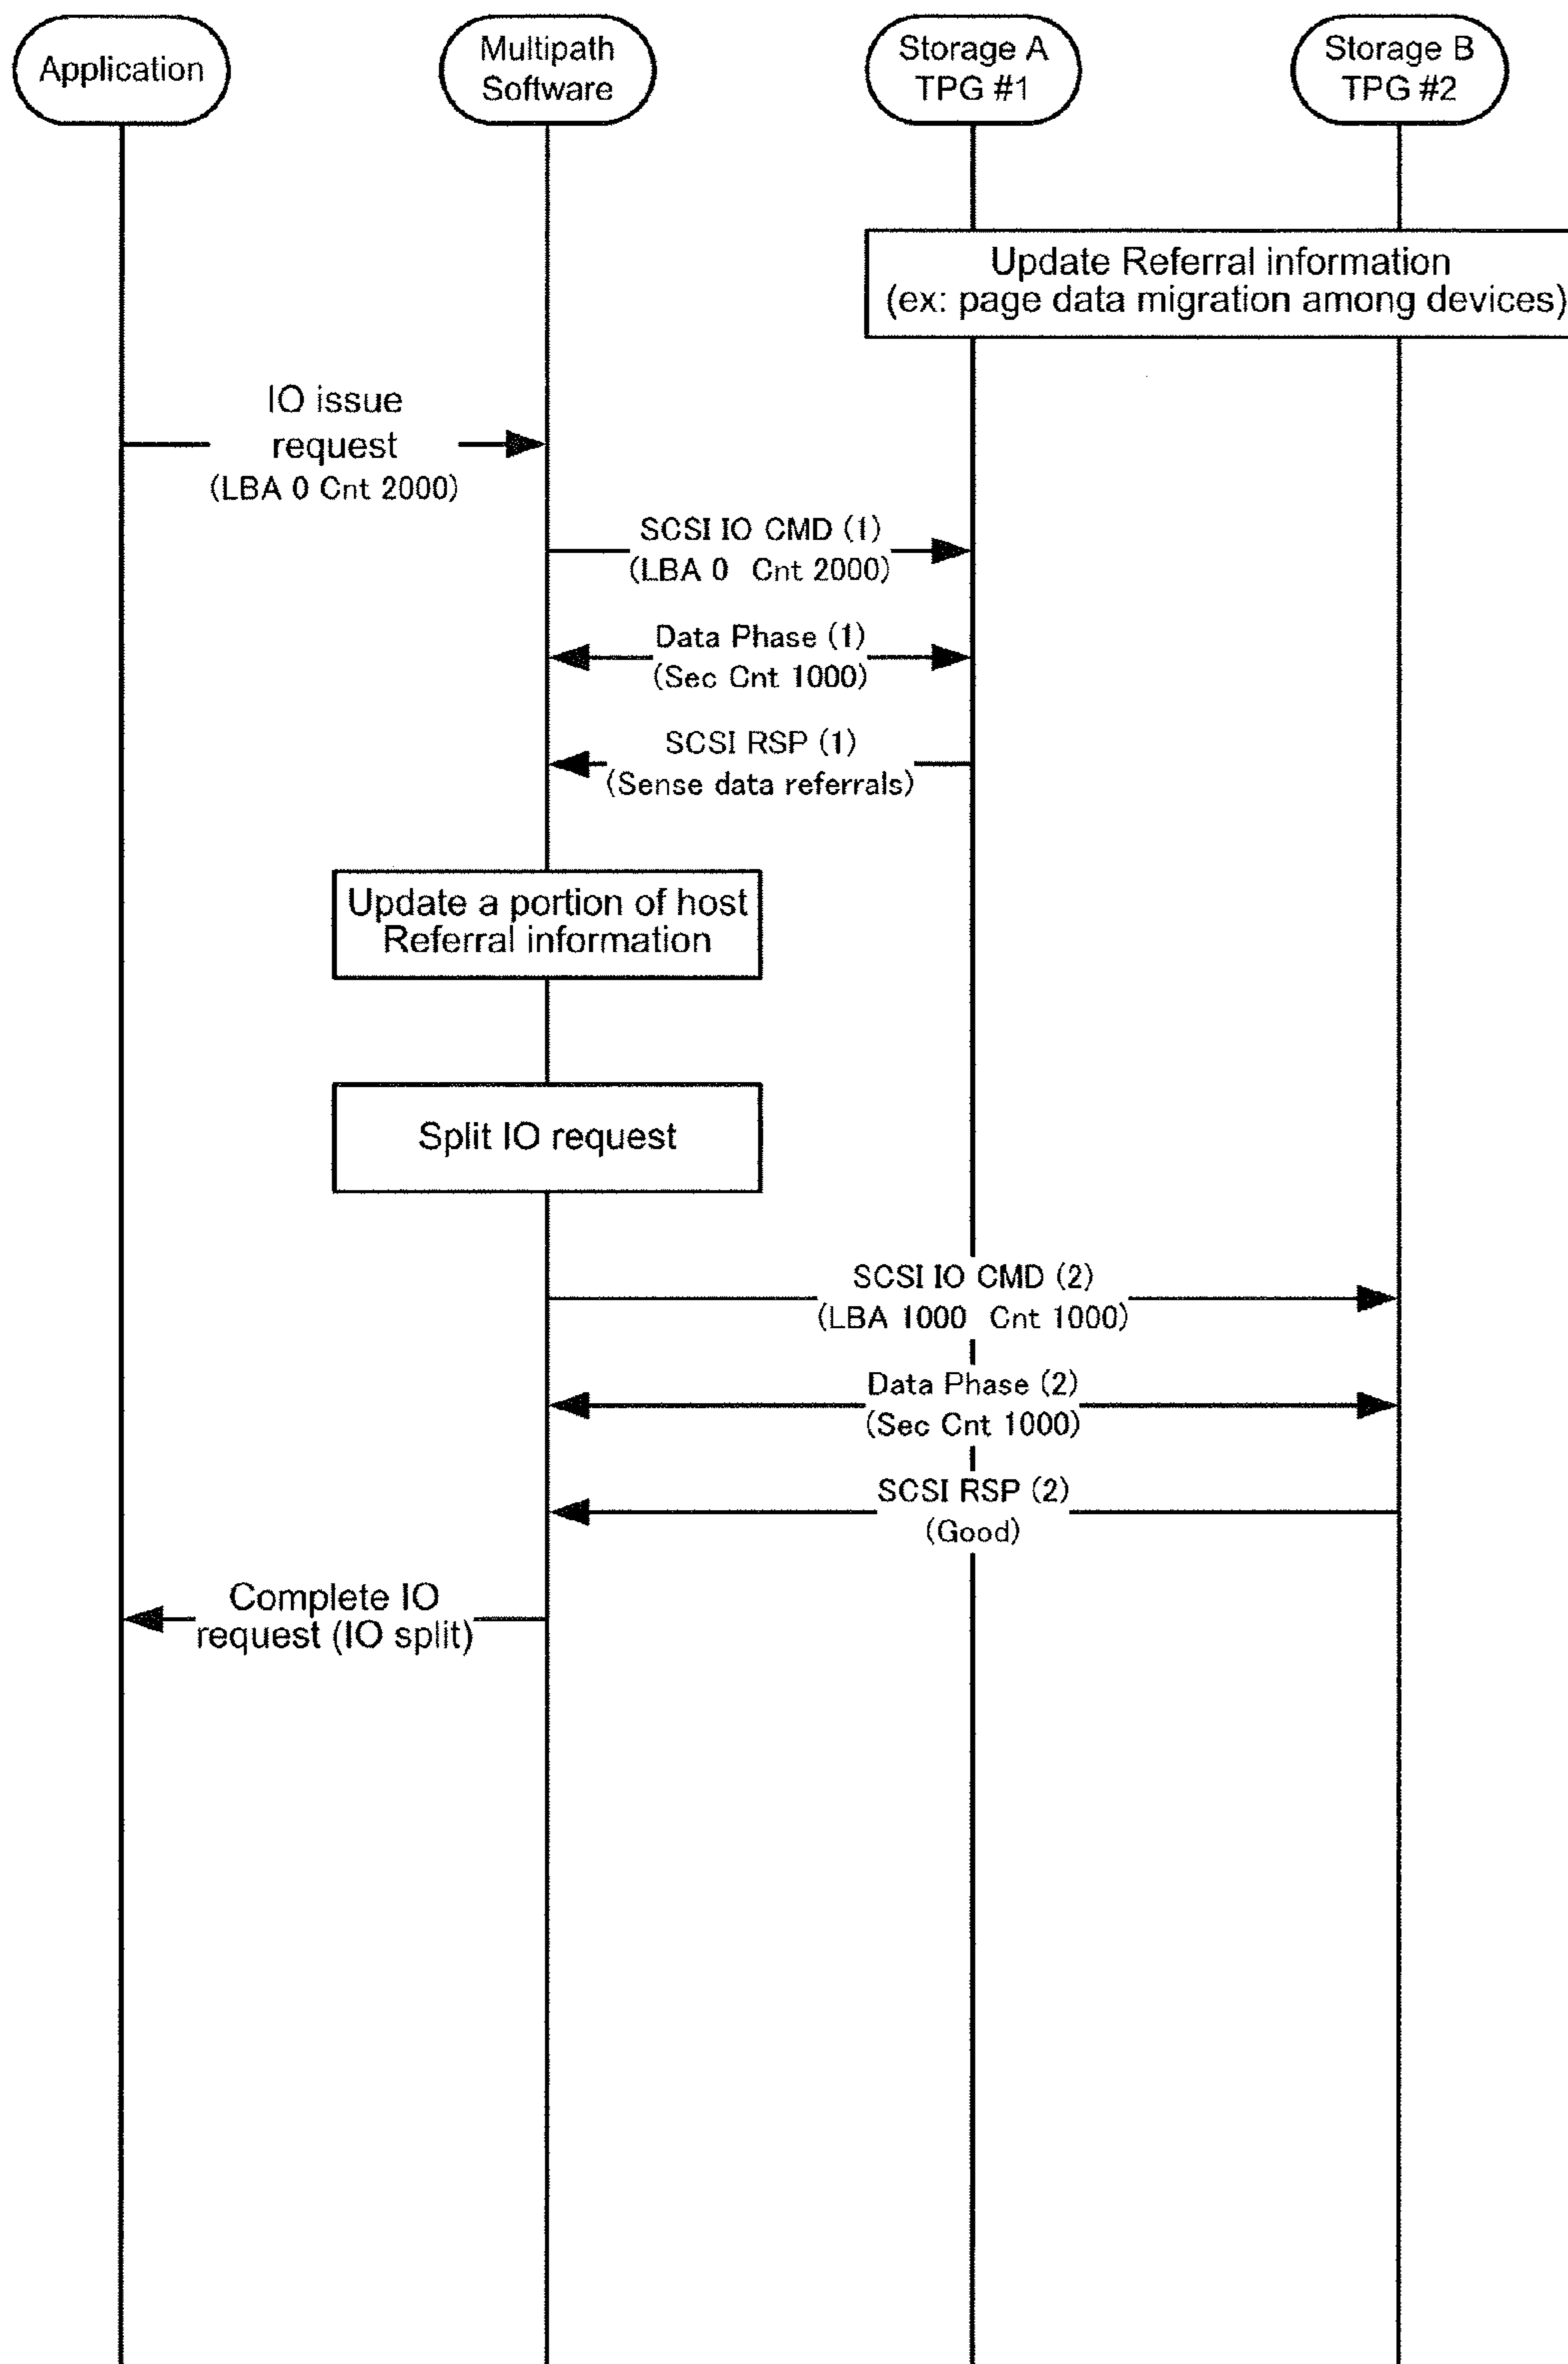 Application
Multipath
Software
Storage A
TPG #1
Storage B
TPG #2
Update Referral information
(ex: page data migration among devices)
IO issue
request
(LBA 0 Cnt 2000)
SCSI IO CMD (1)
(LBA 0 Cnt 2000)
Data Phase (1)
(Sec Cnt 1000)
SCSI RSP (1)
(Sense data referrals)
Update a portion of host
Referral information
Split IO request
SCSI IO CMD (2)
(LBA 1000 Cnt 1000)
Data Phase (2)
(Sec Cnt 1000)
SCSI RSP (2)
(Good)
Complete IO
request (IO split)